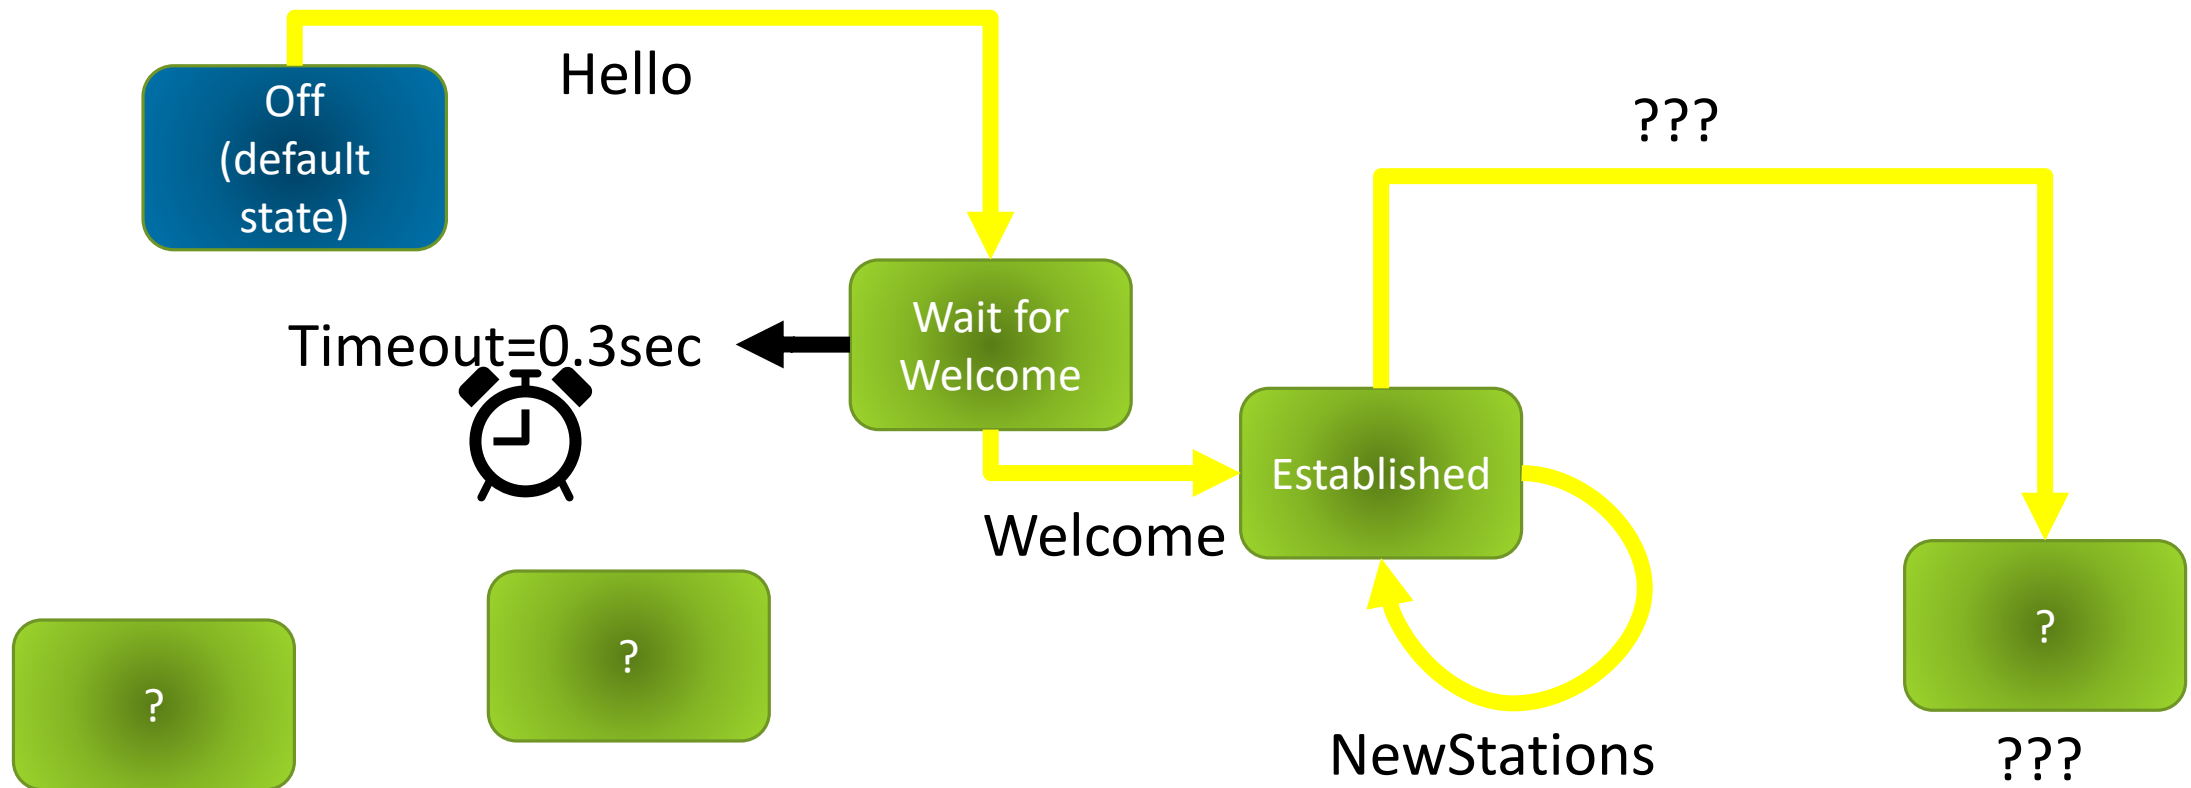 Hello
Off
(default
state)
???
Wait for
Welcome
Timeout=0.3sec
Established
Welcome
?
?
?
NewStations
???